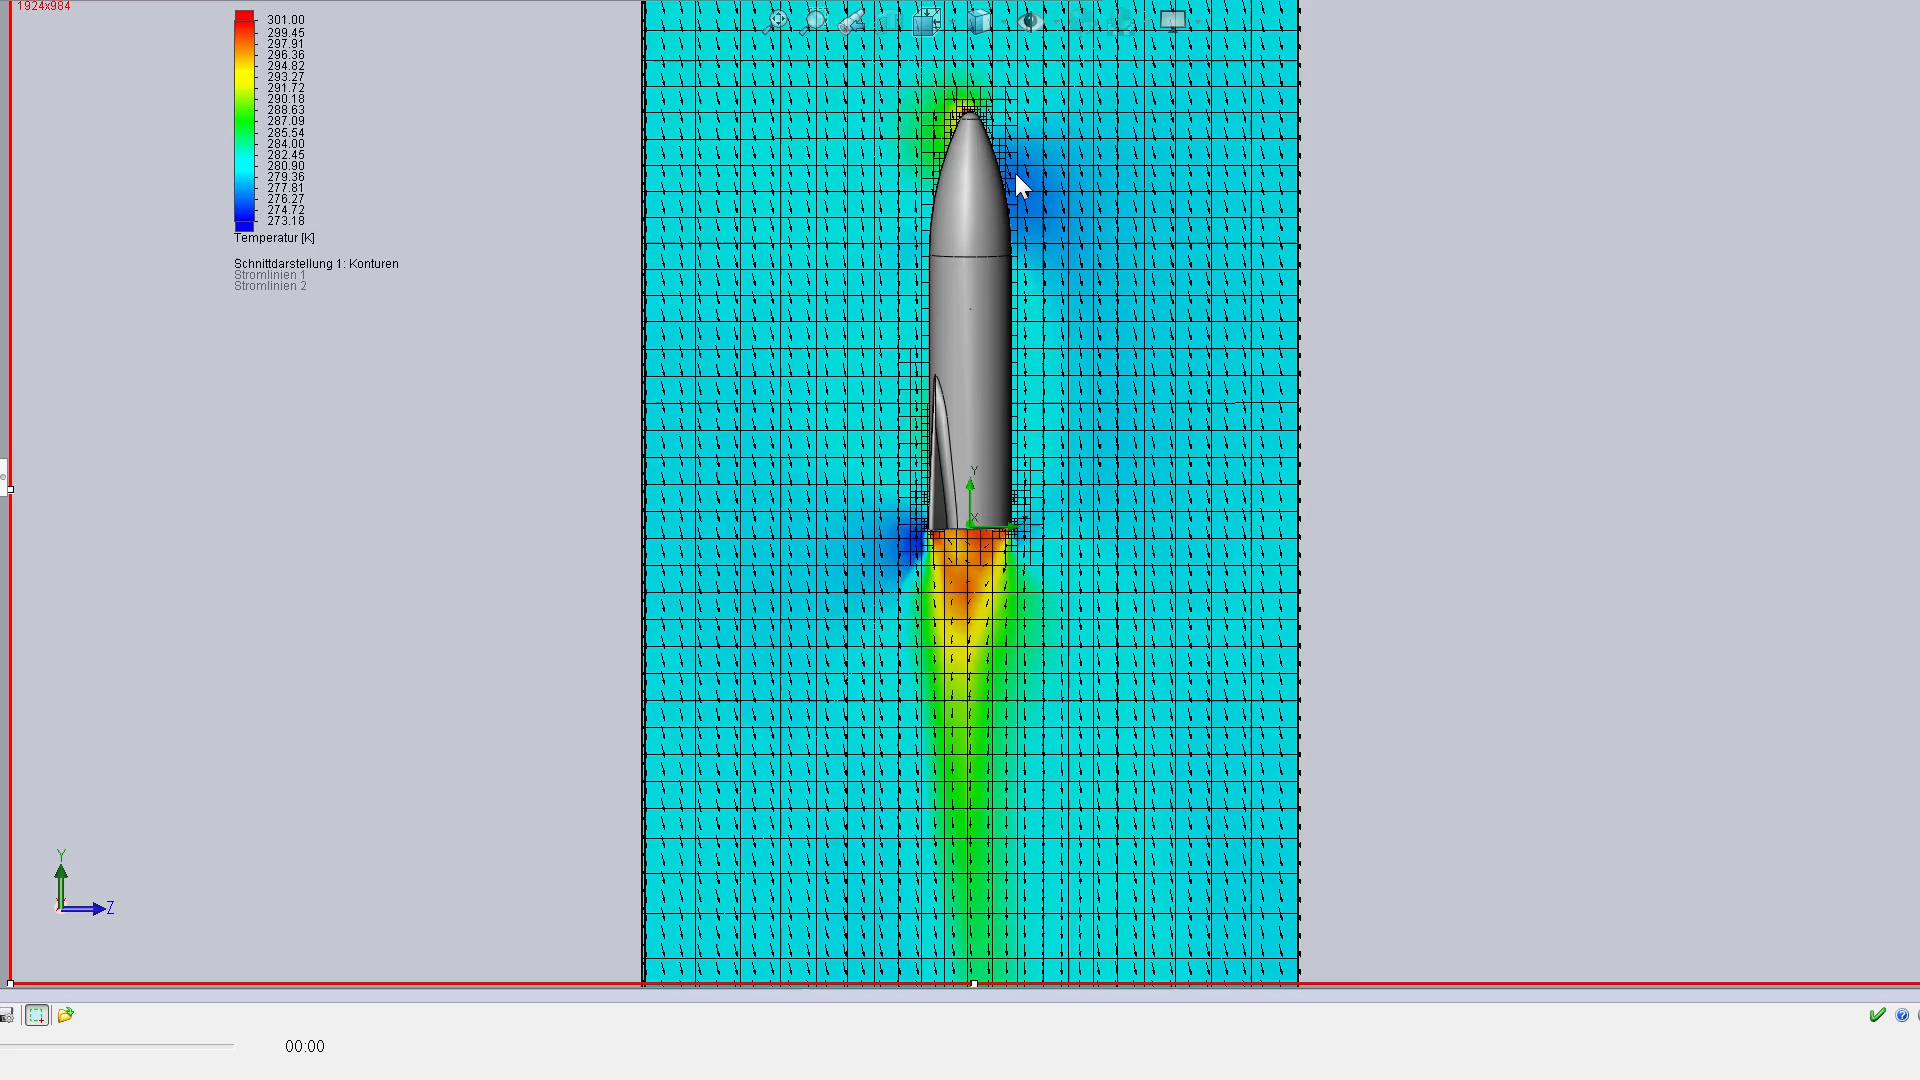 1924x984
301.00
299.45
297.91
296.36
294.82
293.27
291.72
290.18
288.63
287.09
285.54
284.00
282.45
280.90
279.36
277.81
276.27
274.72
273.18
Temperatur [K]
Schnittdarstellung 1: Konturen
Stromlinien 1
Stromlinien 2
Y
X
Y
Z
00:00